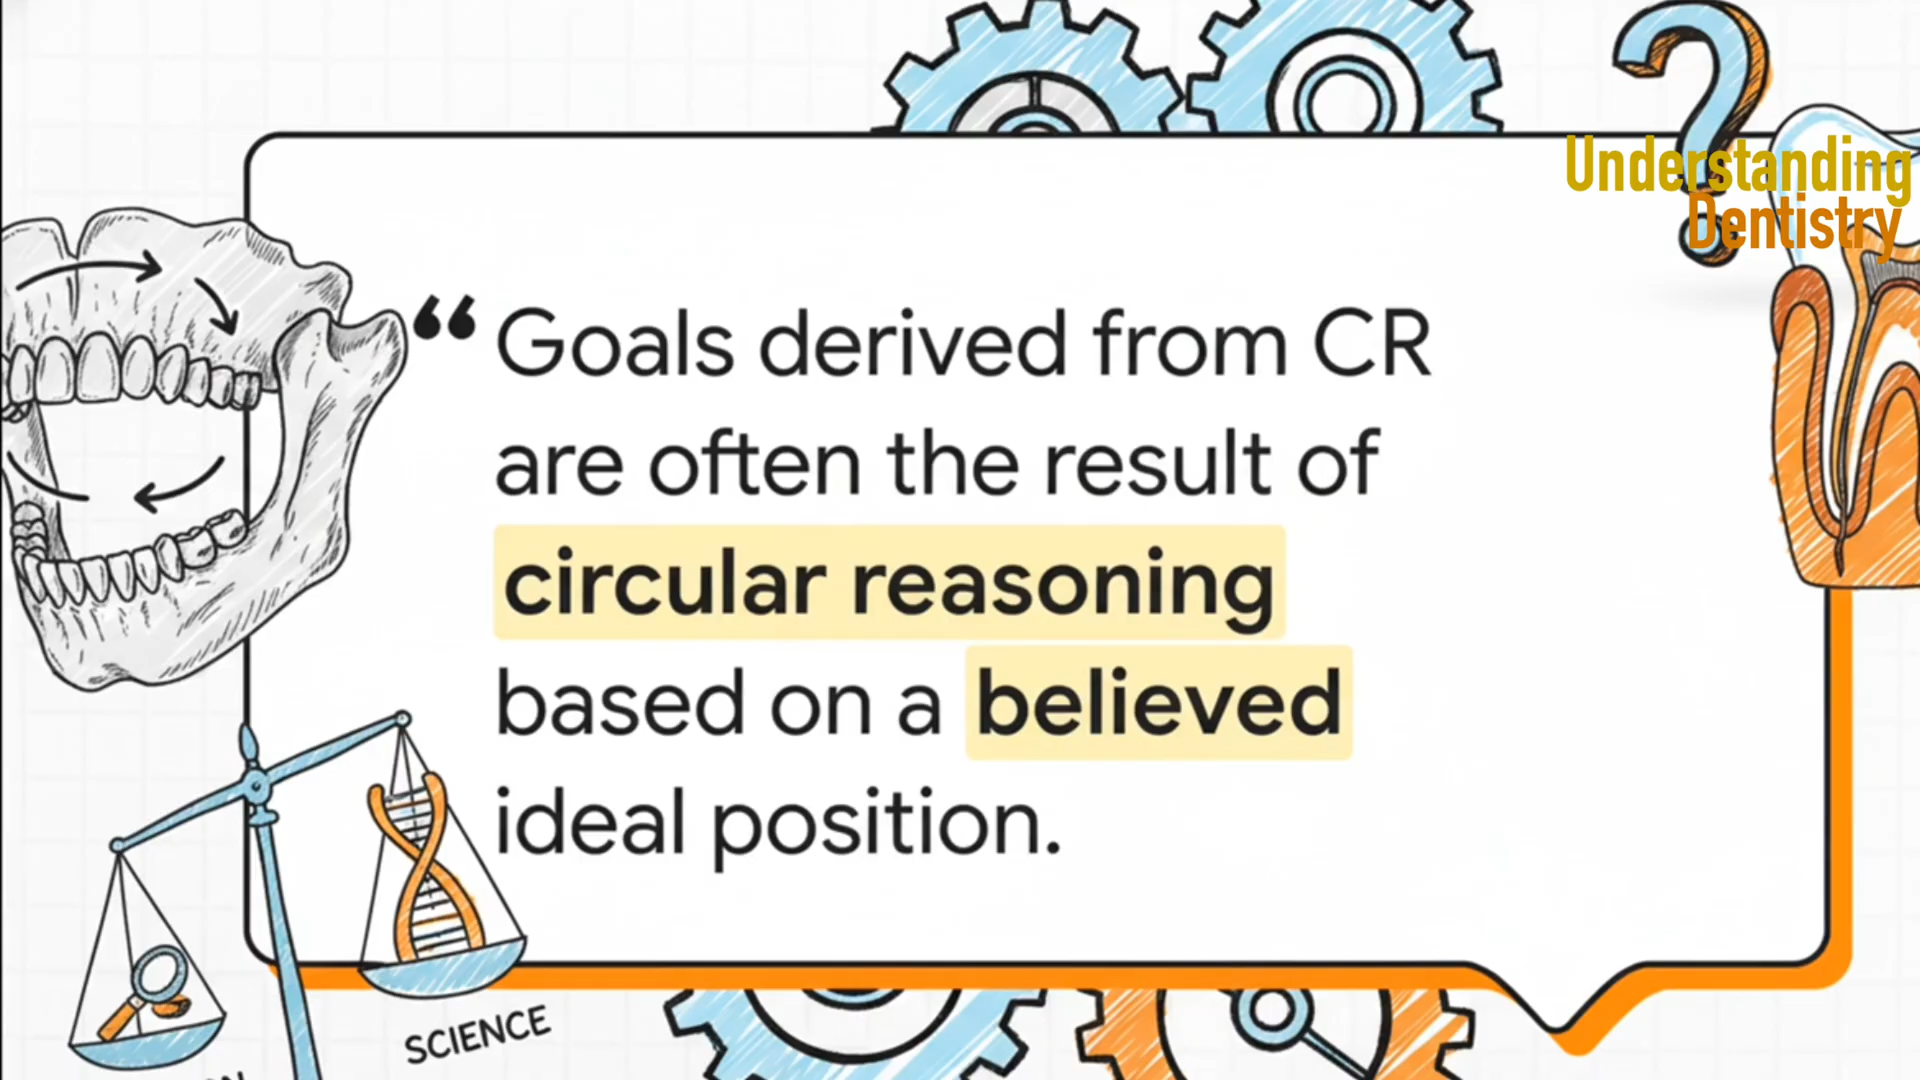 Understanding
Dentistry
“Goals derived from CR
are often the result of
circular reasoning
based on a believed
ideal position.
SCIENCE